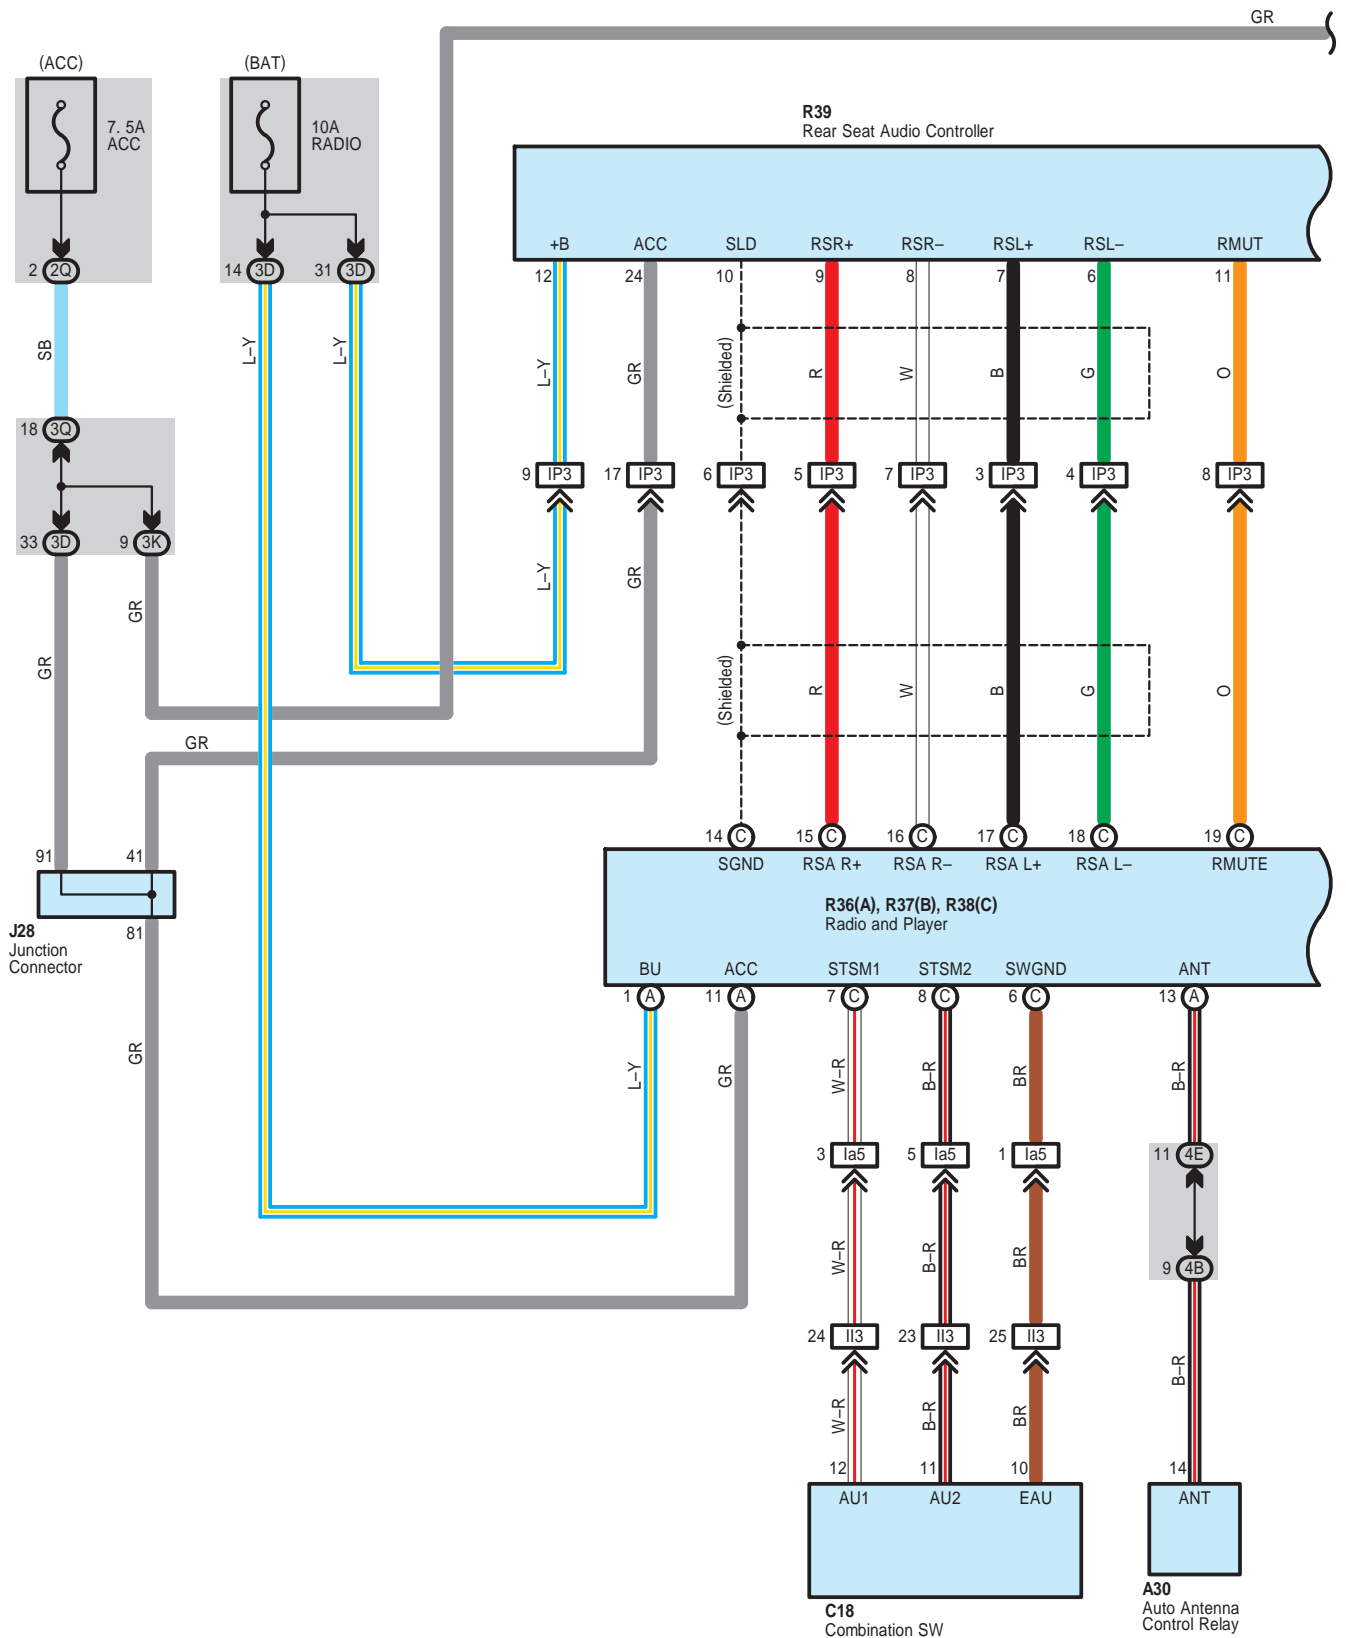 GR
(ACC)
(BAT)
7. 5A
ACC
10A
RADIO
R39
Rear Seat Audio Controller
+B ACC SLD RSR+ RSR– RSL+ RSL– RMUT
2 2Q
14 3D
31 3D
12 24 10 9 8 7 6 11
SB
L–Y
L–Y
L–Y
GR
(Shielded)
R
W
B
G
O
18 3Q
9 IP3
17 IP3
6 IP3
5 IP3
7 IP3
3 IP3
4 IP3
8 IP3
33 3D
9 3K
GR
GR
L–Y
GR
(Shielded)
R
W
B
G
O
GR
91 41
14 C
15 C
16 C
17 C
18 C
19 C
SGND RSA R+ RSA R– RSA L+ RSA L– RMUTE
R36(A), R37(B), R38(C)
Radio and Player
J28
Junction
Connector
81
BU ACC STSM1 STSM2 SWGND ANT
1 A
11 A
7 C
8 C
6 C
13 A
GR
L–Y
GR
W–R
B–R
BR
B–R
3 Ia5
5 Ia5
1 Ia5
11 4E
W–R
B–R
BR
9 4B
24 II3
23 II3
25 II3
W–R
B–R
BR
B–R
12 11 10 14
AU1 AU2 EAU ANT
C18
Combination SW
A30
Auto Antenna
Control Relay